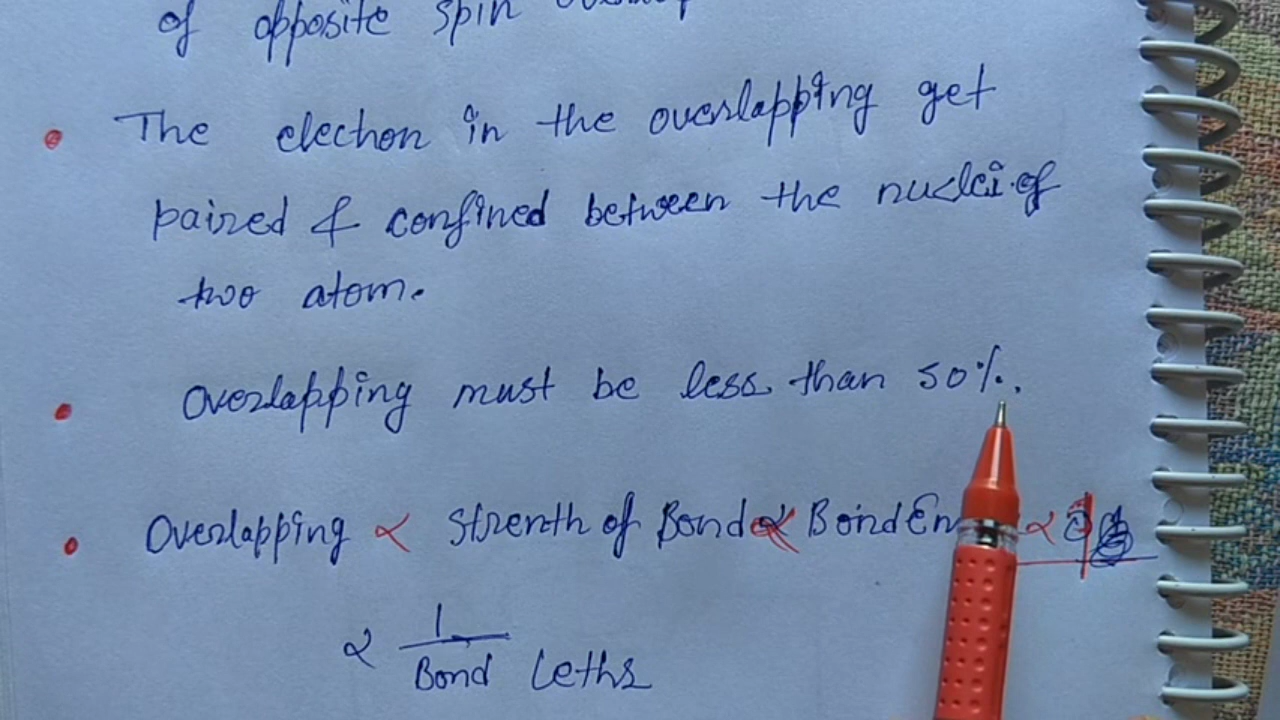 of opposite spin overlap
The electron in the overlapping get
paired & confined between the nuclei of
two atom.
Overlapping must be less than 50%.
Overlapping ∝ Strenth of Bond ∝ Bond En ∝
∝ 1
Bond Leths